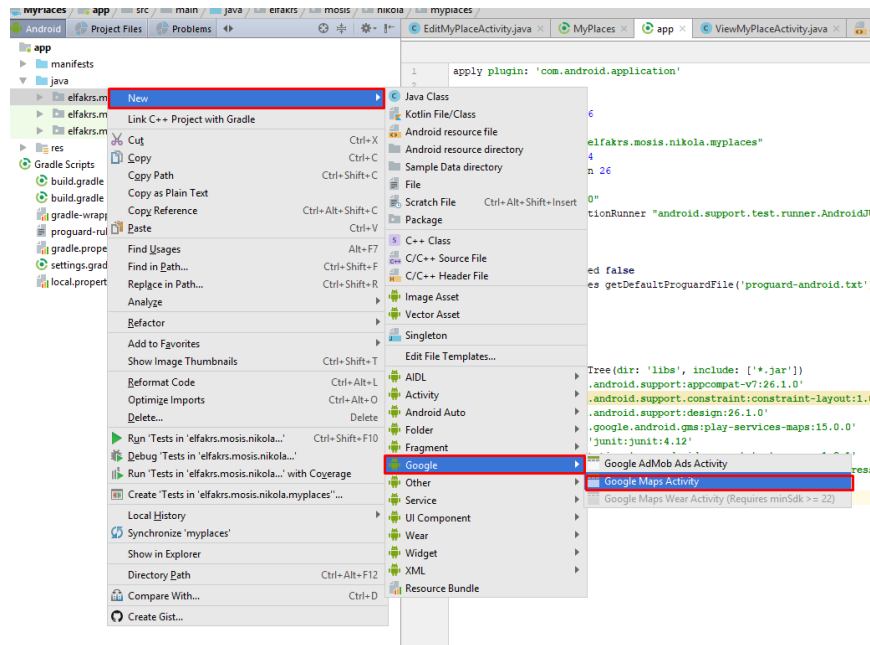 MyPlaces app src main java elfakrs mosis nikola myplaces
Android Project Files Problems
EditMyPlaceActivity.java MyPlaces app ViewMyPlaceActivity.java
app
manifests
java
elfakrs.m
elfakrs.m
elfakrs.m
res
Gradle Scripts
build.gradle
build.gradle
gradle-wrapp
proguard-rul
gradle.prope
settings.grad
local.propert
New
Link C++ Project with Gradle
Cut Ctrl+X
Copy Ctrl+C
Copy Path Ctrl+Shift+C
Copy as Plain Text
Copy Reference Ctrl+Alt+Shift+C
Paste Ctrl+V
Find Usages Alt+F7
Find in Path... Ctrl+Shift+F
Replace in Path... Ctrl+Shift+R
Analyze
Refactor
Add to Favorites
Show Image Thumbnails Ctrl+Shift+T
Reformat Code Ctrl+Alt+L
Optimize Imports Ctrl+Alt+O
Delete... Delete
Run 'Tests in 'elfakrs.mosis.nikola...' Ctrl+Shift+F10
Debug 'Tests in 'elfakrs.mosis.nikola...'
Run 'Tests in 'elfakrs.mosis.nikola...' with Coverage
Create 'Tests in 'elfakrs.mosis.nikola.myplaces''...
Local History
Synchronize 'myplaces'
Show in Explorer
Directory Path Ctrl+Alt+F12
Compare With... Ctrl+D
Create Gist...
Java Class
Kotlin File/Class
Android resource file
Android resource directory
Sample Data directory
File
Scratch File Ctrl+Alt+Shift+Insert
Package
C++ Class
C/C++ Source File
C/C++ Header File
Image Asset
Vector Asset
Singleton
Edit File Templates...
AIDL
Activity
Android Auto
Folder
Fragment
Google
Other
Service
UI Component
Wear
Widget
XML
Resource Bundle
Google AdMob Ads Activity
Google Maps Activity
Google Maps Wear Activity (Requires minSdk >= 22)
1 apply plugin: 'com.android.application'
2
6
elfakrs.mosis.nikola.myplaces"
4
n 26
0"
tionRunner "android.support.test.runner.AndroidJU
ed false
es getDefaultProguardFile('proguard-android.txt')
Tree(dir: 'libs', include: ['*.jar'])
.android.support:appcompat-v7:26.1.0'
.android.support.constraint:constraint-layout:1.0
.android.support:design:26.1.0'
.google.android.gms:play-services-maps:15.0.0'
'junit:junit:4.12'
ress